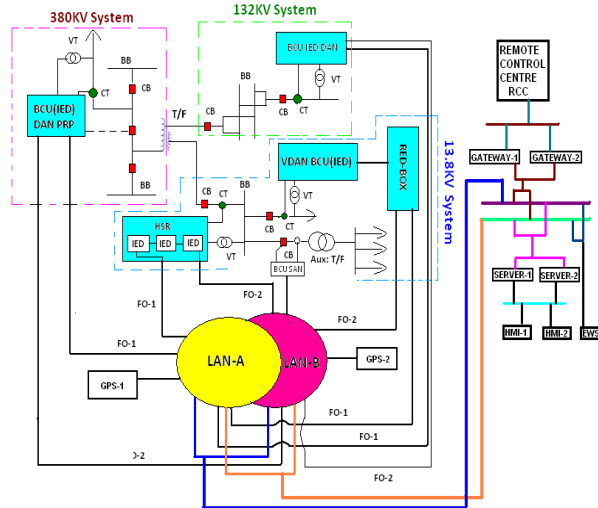 380KV System
132KV System
VT
BB
CB
CT
BCU(IED)
DAN PRP
BB
T/F
BCU IED DAN
BB
VT
CB
CT
CB
REMOTE
CONTROL
CENTRE
RCC
GATEWAY-1
GATEWAY-2
13.8KV System
VDAN BCU(IED)
RED-BOX
VT
CB
CT
BB
CB
CT
HSR
IED
IED
IED
VT
CB
Aux: T/F
BCU SAN
FO-1
FO-2
FO-2
FO-1
LAN-A
LAN-B
GPS-1
GPS-2
FO-1
FO-1
FO-2
SERVER-1
SERVER-2
HMI-1
HMI-2
EWS